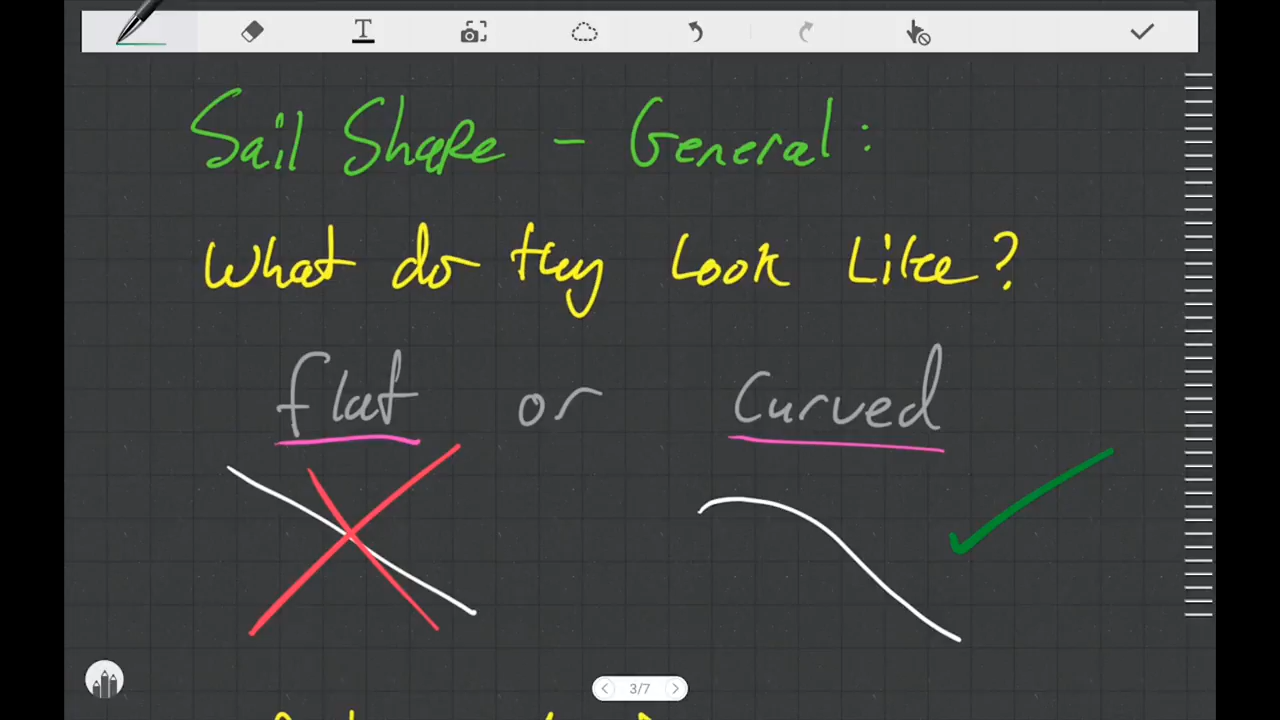 T
Sail Shape - General:
What do they Look Like?
flat or Curved
3/7